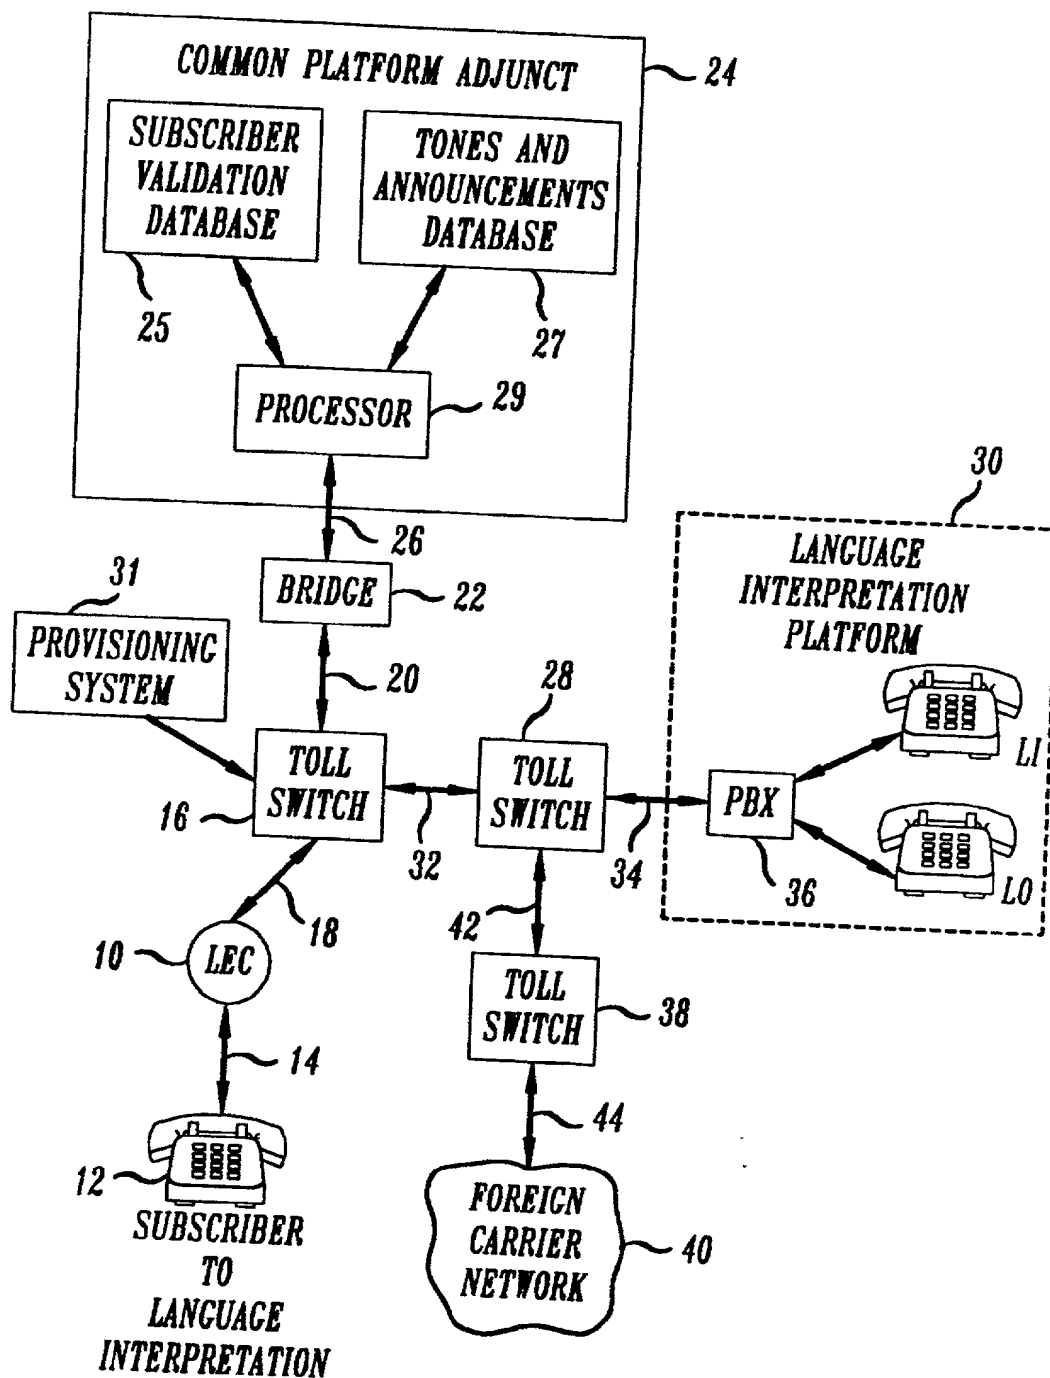 COMMON PLATFORM ADJUNCT
24
SUBSCRIBER
VALIDATION
DATABASE
TONES AND
ANNOUNCEMENTS
DATABASE
25
27
PROCESSOR
29
26
30
31
BRIDGE
22
LANGUAGE
INTERPRETATION
PLATFORM
PROVISIONING
SYSTEM
20
28
TOLL
SWITCH
16
TOLL
SWITCH
LI
PBX
32
34
36
LO
18
42
10
LEC
TOLL
SWITCH
38
14
44
12
SUBSCRIBER
TO
LANGUAGE
INTERPRETATION
FOREIGN
CARRIER
NETWORK
40